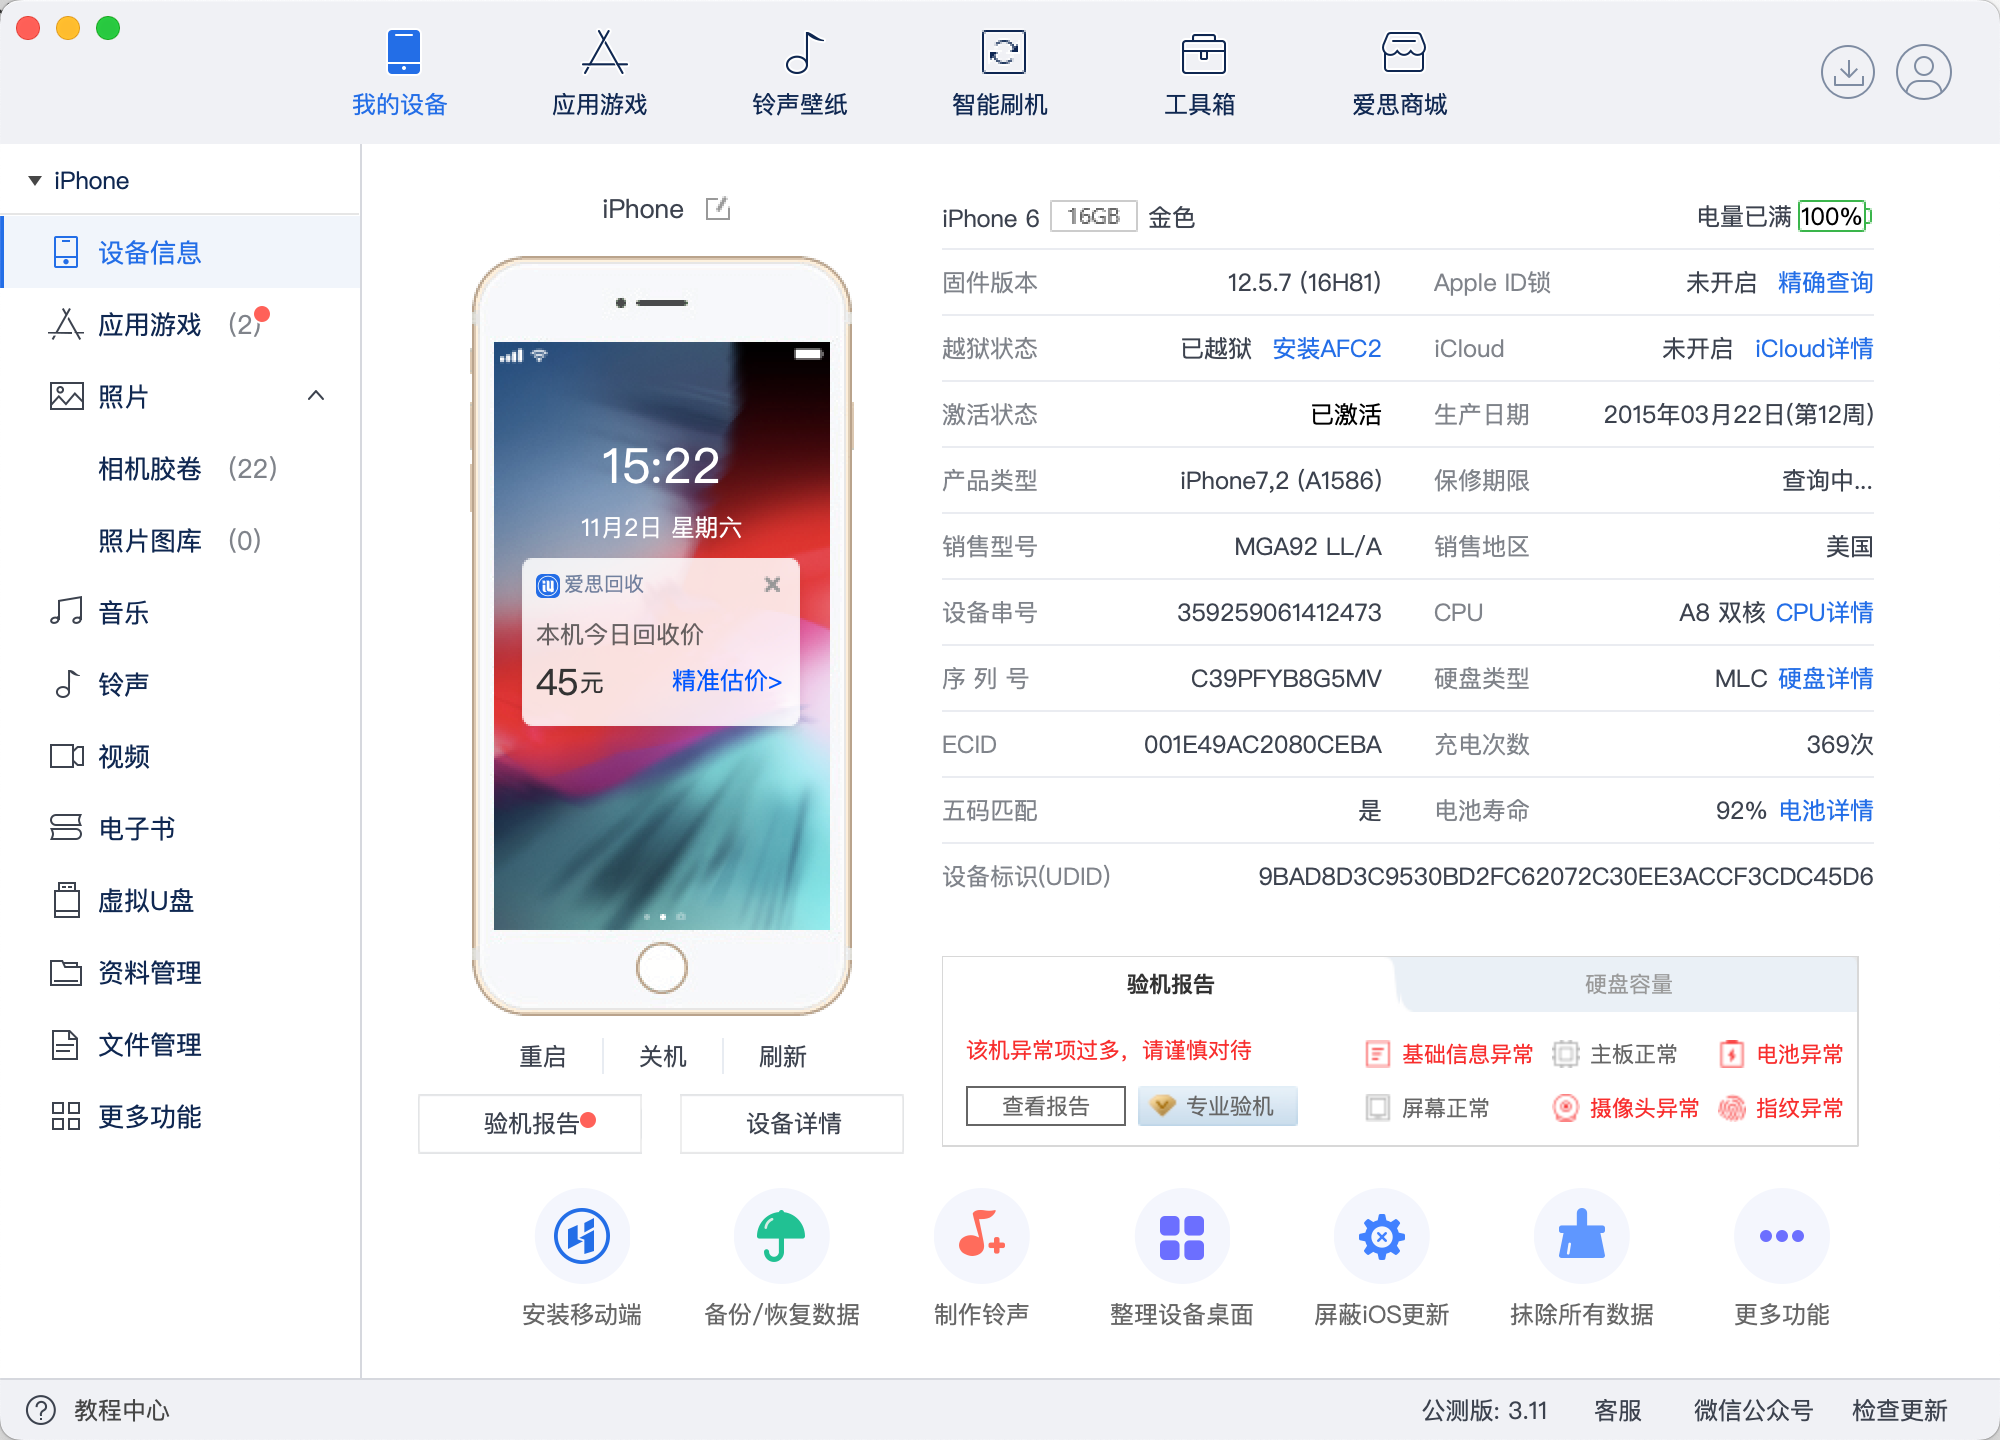 我的设备
应用游戏
铃声壁纸
智能刷机
工具箱
爱思商城
iPhone
设备信息
应用游戏 (2)
照片
相机胶卷 (22)
照片图库 (0)
音乐
铃声
视频
电子书
虚拟U盘
资料管理
文件管理
更多功能
iPhone
15:22
11月2日 星期六
爱思回收
本机今日回收价
45元 精准估价>
重启 关机 刷新
验机报告 设备详情
iPhone 6 16GB 金色 电量已满 100%
固件版本 12.5.7 (16H81) Apple ID锁 未开启 精确查询
越狱状态 已越狱 安装AFC2 iCloud 未开启 iCloud详情
激活状态 已激活 生产日期 2015年03月22日(第12周)
产品类型 iPhone7,2 (A1586) 保修期限 查询中...
销售型号 MGA92 LL/A 销售地区 美国
设备串号 359259061412473 CPU A8 双核 CPU详情
序 列 号 C39PFYB8G5MV 硬盘类型 MLC 硬盘详情
ECID 001E49AC2080CEBA 充电次数 369次
五码匹配 是 电池寿命 92% 电池详情
设备标识(UDID) 9BAD8D3C9530BD2FC62072C30EE3ACCF3CDC45D6
验机报告 硬盘容量
该机异常项过多，请谨慎对待
查看报告 专业验机
基础信息异常 主板正常 电池异常
屏幕正常 摄像头异常 指纹异常
安装移动端
备份/恢复数据
制作铃声
整理设备桌面
屏蔽iOS更新
抹除所有数据
更多功能
教程中心
公测版: 3.11 客服 微信公众号 检查更新